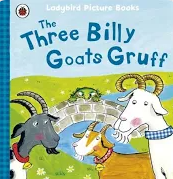 Ladybird Picture Books
The
Three Billy
Goats Gruff